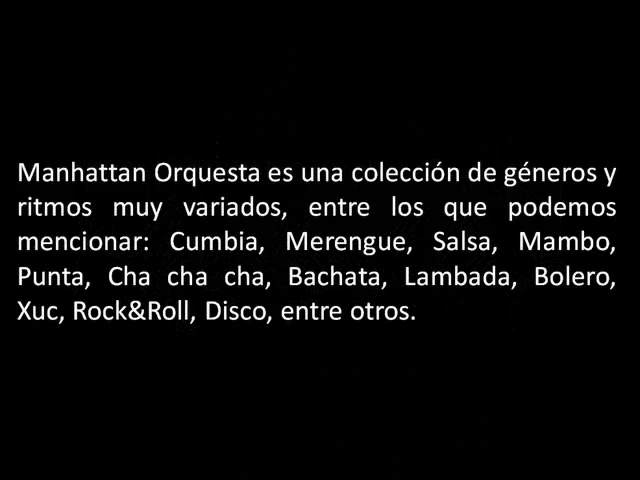 Manhattan Orquesta es una colección de géneros y
ritmos muy variados, entre los que podemos
mencionar: Cumbia, Merengue, Salsa, Mambo,
Punta, Cha cha cha, Bachata, Lambada, Bolero,
Xuc, Rock&Roll, Disco, entre otros.